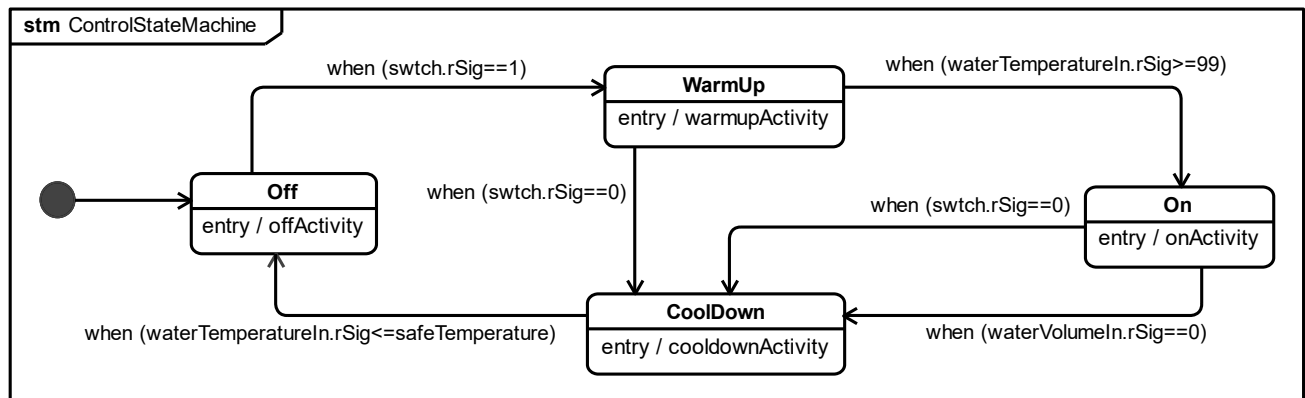 stm ControlStateMachine
when (swtch.rSig==1)
WarmUp
entry / warmupActivity
when (waterTemperatureIn.rSig>=99)
Off
entry / offActivity
when (swtch.rSig==0)
when (swtch.rSig==0)
On
entry / onActivity
CoolDown
entry / cooldownActivity
when (waterTemperatureIn.rSig<=safeTemperature)
when (waterVolumeIn.rSig==0)